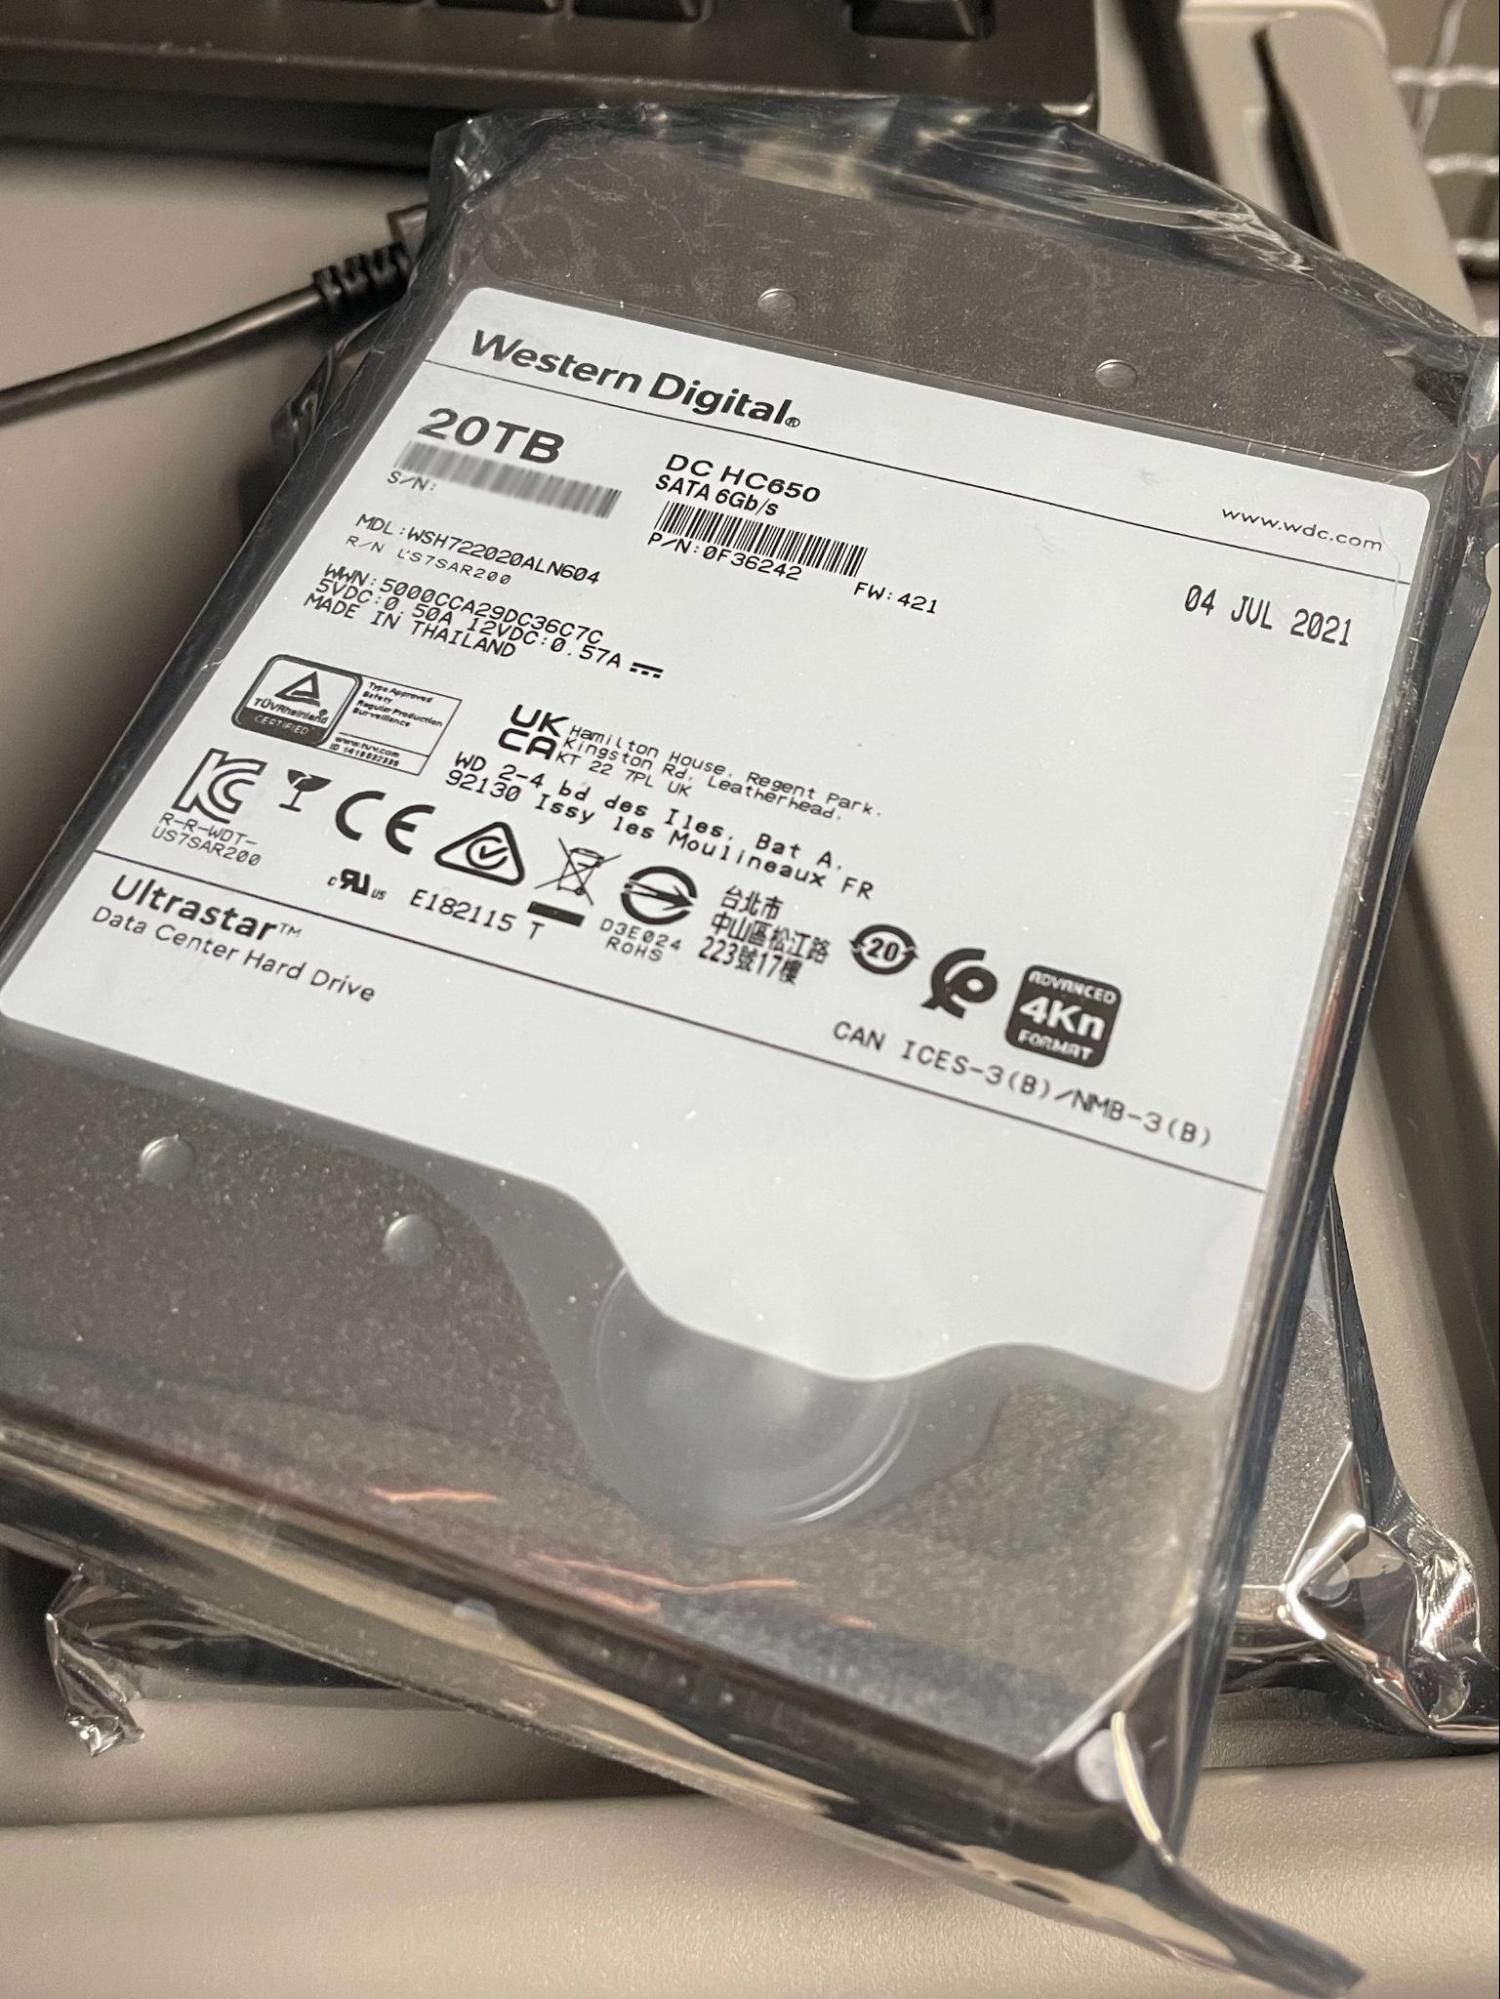 Western Digital®
20TB
S/N:
DC HC650
SATA 6Gb/s
P/N:0F36242
FW:421
www.wdc.com
04 JUL 2021
MDL:WSH722020ALN604
R/N US7SAR200
WWN:5000CCA29DC36C7C
5VDC:0.50A 12VDC:0.57A
MADE IN THAILAND
TÜVRheinland®
CERTIFIED
Type Approved
Safety
Regular Production
Surveillance
www.tuv.com
UK
CA
Hamilton House, Regent Park.
Kingston Rd, Leatherhead,
KT 22 7PL UK
WD 2-4 bd des Iles, Bat A.
92130 Issy les Moulineaux FR
R-R-WDT-
US7SAR200
CE
c RU us
E182115 T
D3E024
ROHS
台北市
中山區松江路
223號17樓
20
ADVANCED
4Kn
FORMAT
CAN ICES-3(B)/NMB-3(B)
Ultrastar™
Data Center Hard Drive